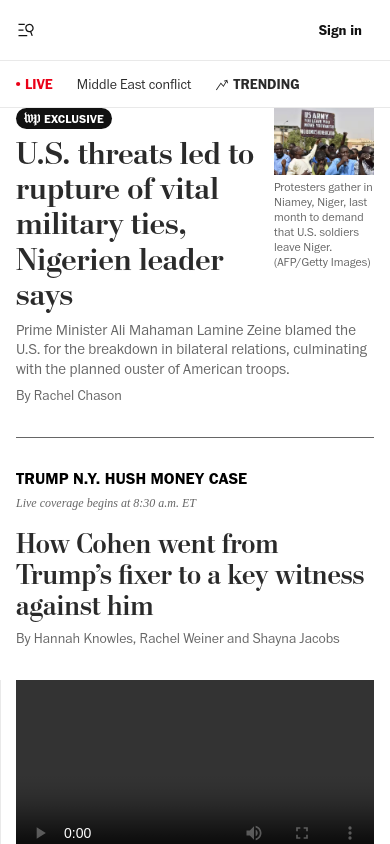 Sign in
LIVE
Middle East conflict
TRENDING
wp EXCLUSIVE
U.S. threats led to
rupture of vital
military ties,
Nigerien leader
says
U.S ARMY
Protesters gather in
Niamey, Niger, last
month to demand
that U.S. soldiers
leave Niger.
(AFP/Getty Images)
Prime Minister Ali Mahaman Lamine Zeine blamed the
U.S. for the breakdown in bilateral relations, culminating
with the planned ouster of American troops.
By Rachel Chason
TRUMP N.Y. HUSH MONEY CASE
Live coverage begins at 8:30 a.m. ET
How Cohen went from
Trump’s fixer to a key witness
against him
By Hannah Knowles, Rachel Weiner and Shayna Jacobs
0:00